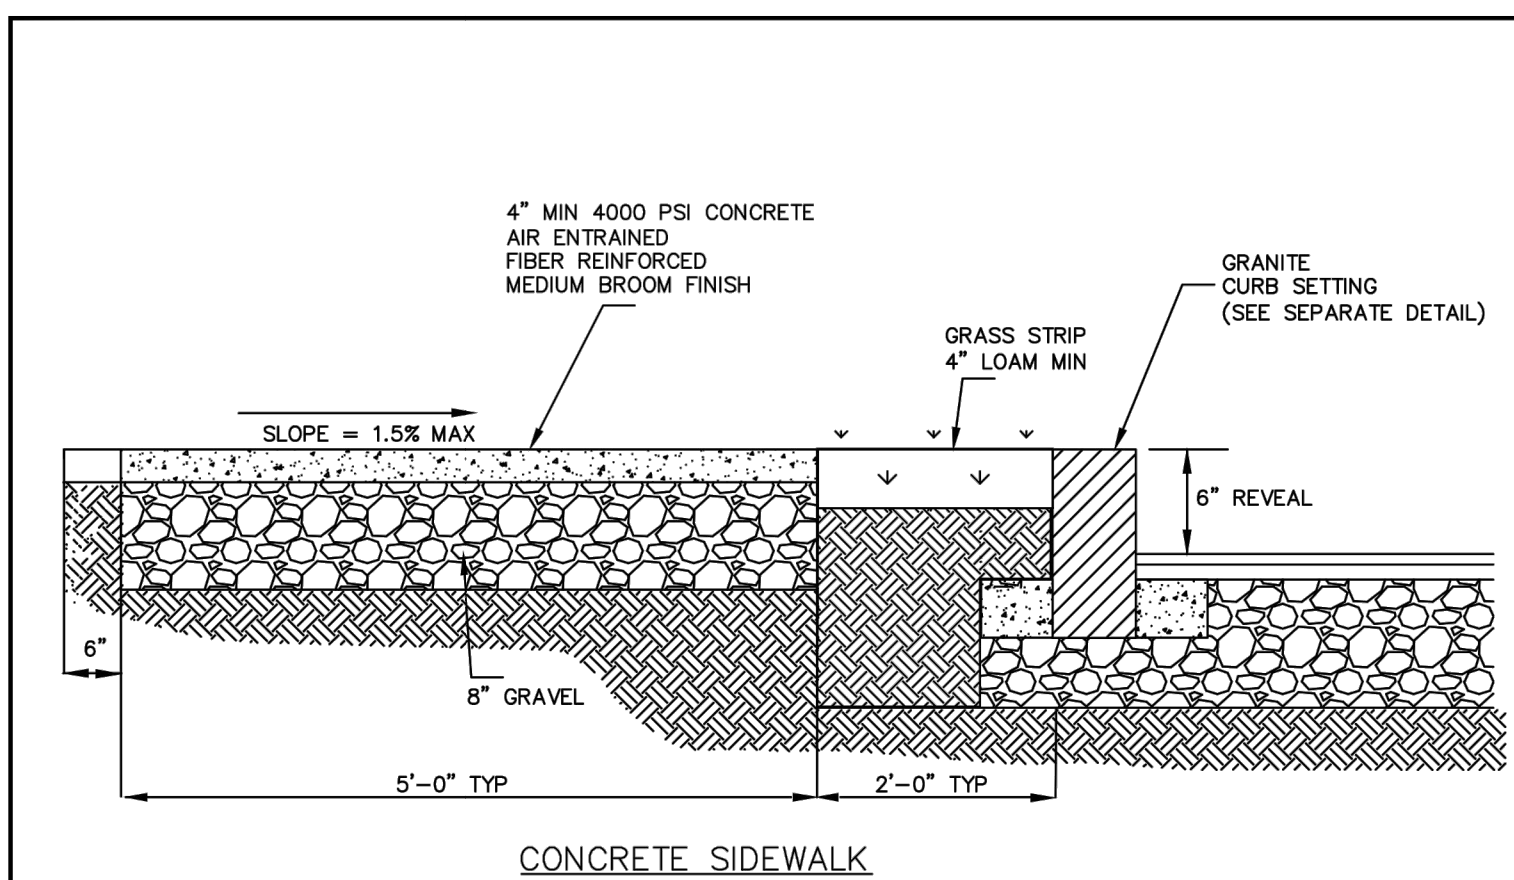 4” MIN 4000 PSI CONCRETE
AIR ENTRAINED
FIBER REINFORCED
MEDIUM BROOM FINISH
GRANITE
CURB SETTING
(SEE SEPARATE DETAIL)
GRASS STRIP
4” LOAM MIN
SLOPE = 1.5% MAX
6” REVEAL
6”
8” GRAVEL
5’-0” TYP
2’-0” TYP
CONCRETE SIDEWALK